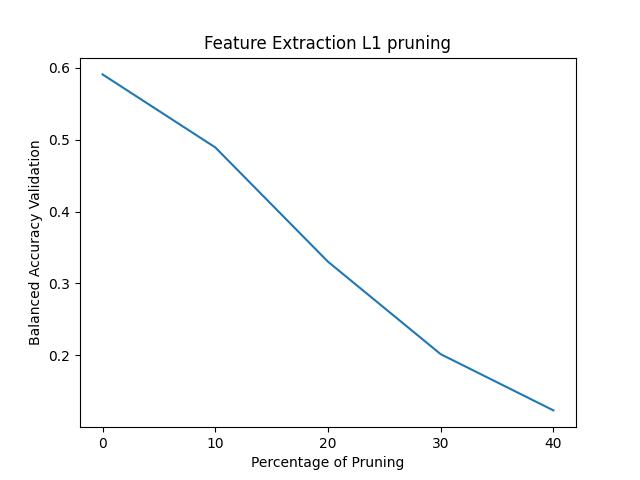 Feature Extraction L1 pruning
0.6
0.5
0.4
0.3
0.2
Balanced Accuracy Validation
0 10 20 30 40
Percentage of Pruning